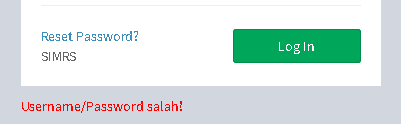 Reset Password?
Log In
SIMRS
Username/Password salah!